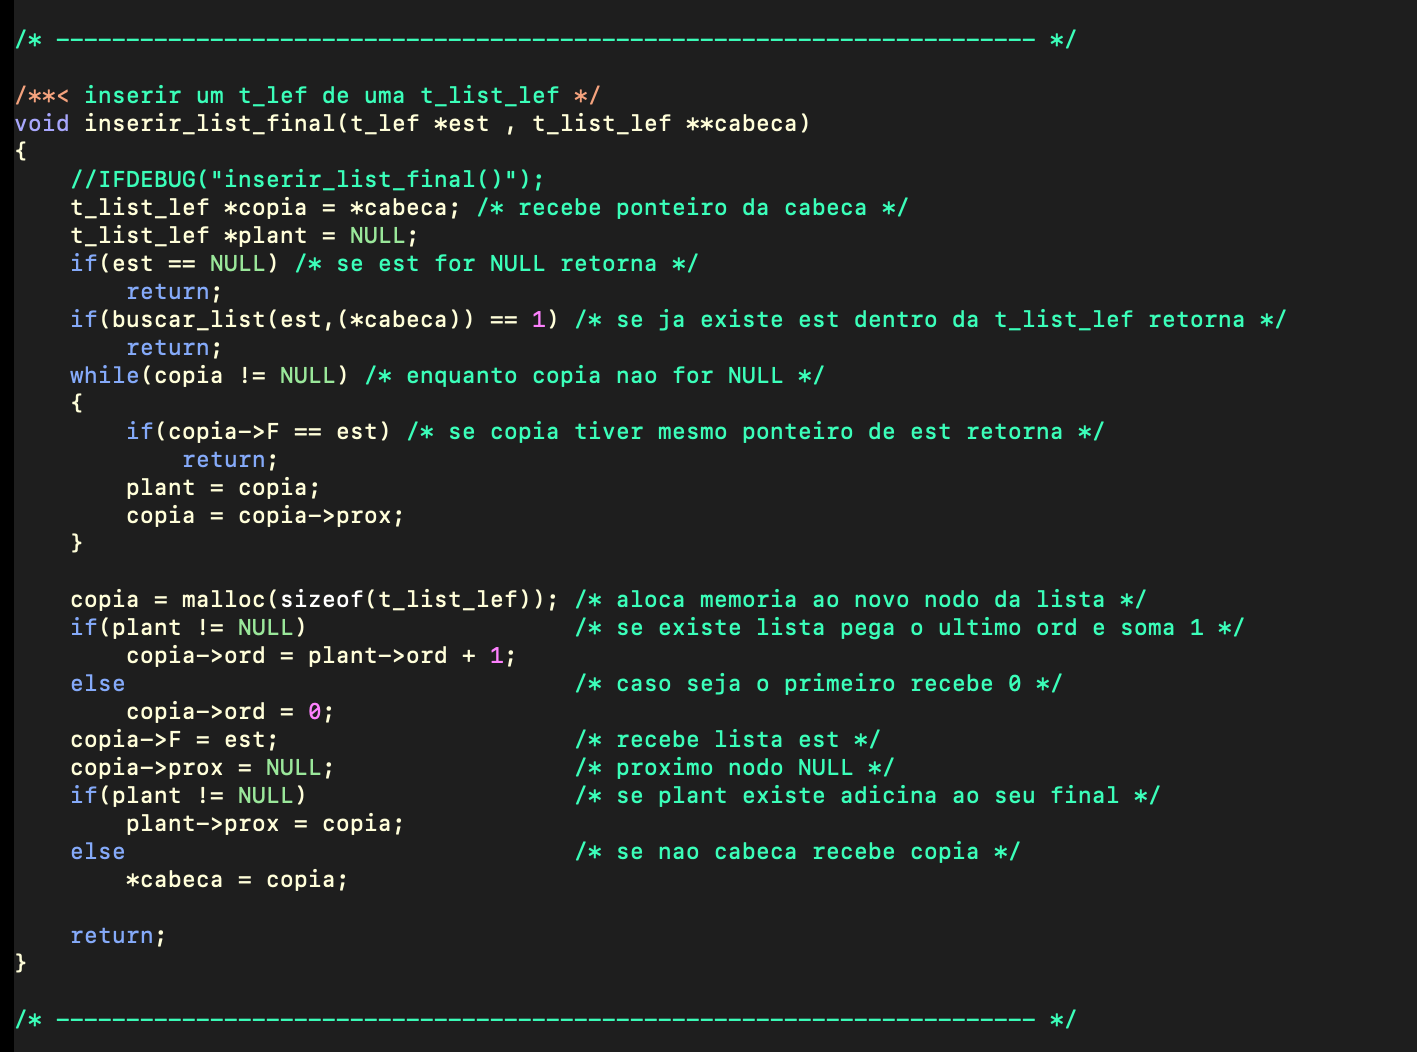 /* ---------------------------------------------------------------------- */
/**< inserir um t_lef de uma t_list_lef */
void inserir_list_final(t_lef *est , t_list_lef **cabeca)
{
    //IFDEBUG("inserir_list_final()");
    t_list_lef *copia = *cabeca; /* recebe ponteiro da cabeca */
    t_list_lef *plant = NULL;
    if(est == NULL) /* se est for NULL retorna */
        return;
    if(buscar_list(est,(*cabeca)) == 1) /* se ja existe est dentro da t_list_lef retorna */
        return;
    while(copia != NULL) /* enquanto copia nao for NULL */
    {
        if(copia->F == est) /* se copia tiver mesmo ponteiro de est retorna */
            return;
        plant = copia;
        copia = copia->prox;
    }
    copia = malloc(sizeof(t_list_lef)); /* aloca memoria ao novo nodo da lista */
    if(plant != NULL)                   /* se existe lista pega o ultimo ord e soma 1 */
        copia->ord = plant->ord + 1;
    else                                /* caso seja o primeiro recebe 0 */
        copia->ord = 0;
    copia->F = est;                     /* recebe lista est */
    copia->prox = NULL;                 /* proximo nodo NULL */
    if(plant != NULL)                   /* se plant existe adicina ao seu final */
        plant->prox = copia;
    else                                /* se nao cabeca recebe copia */
        *cabeca = copia;
    return;
}
/* ---------------------------------------------------------------------- */